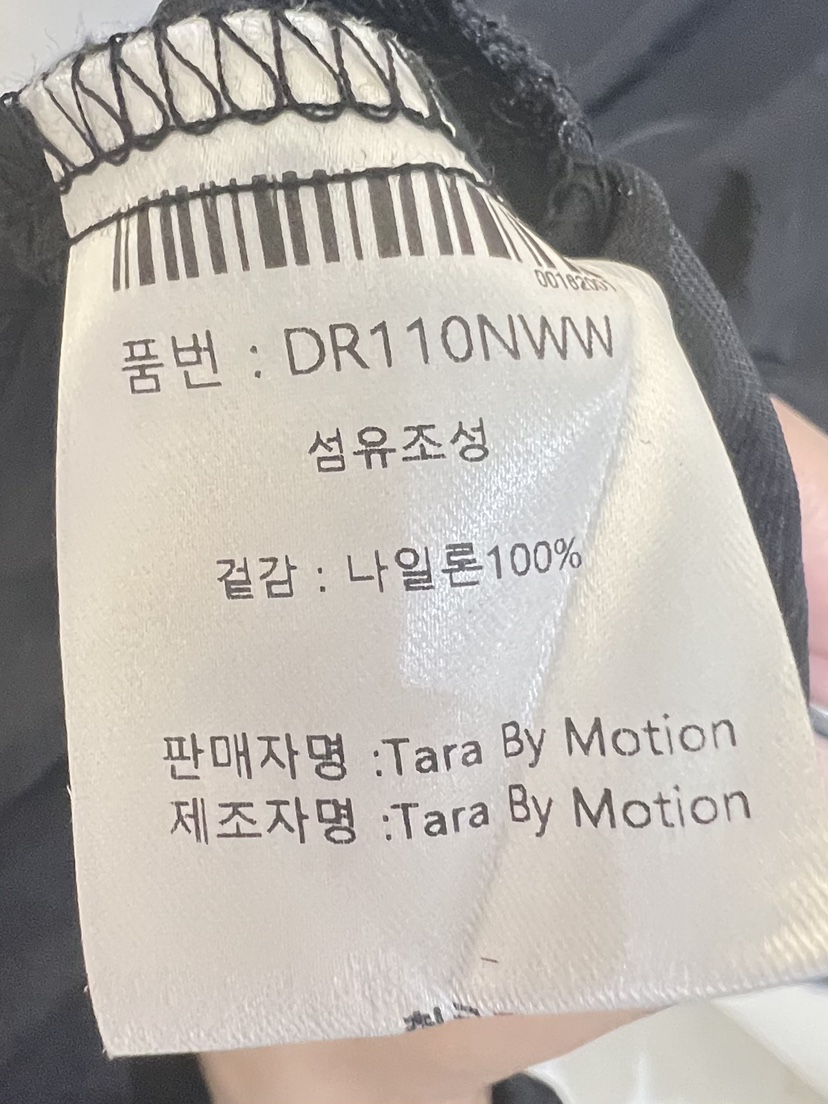 품번 : DR110NWW
섬유조성
겉감 : 나일론100%
판매자명 :Tara By Motion
제조자명 :Tara By Motion